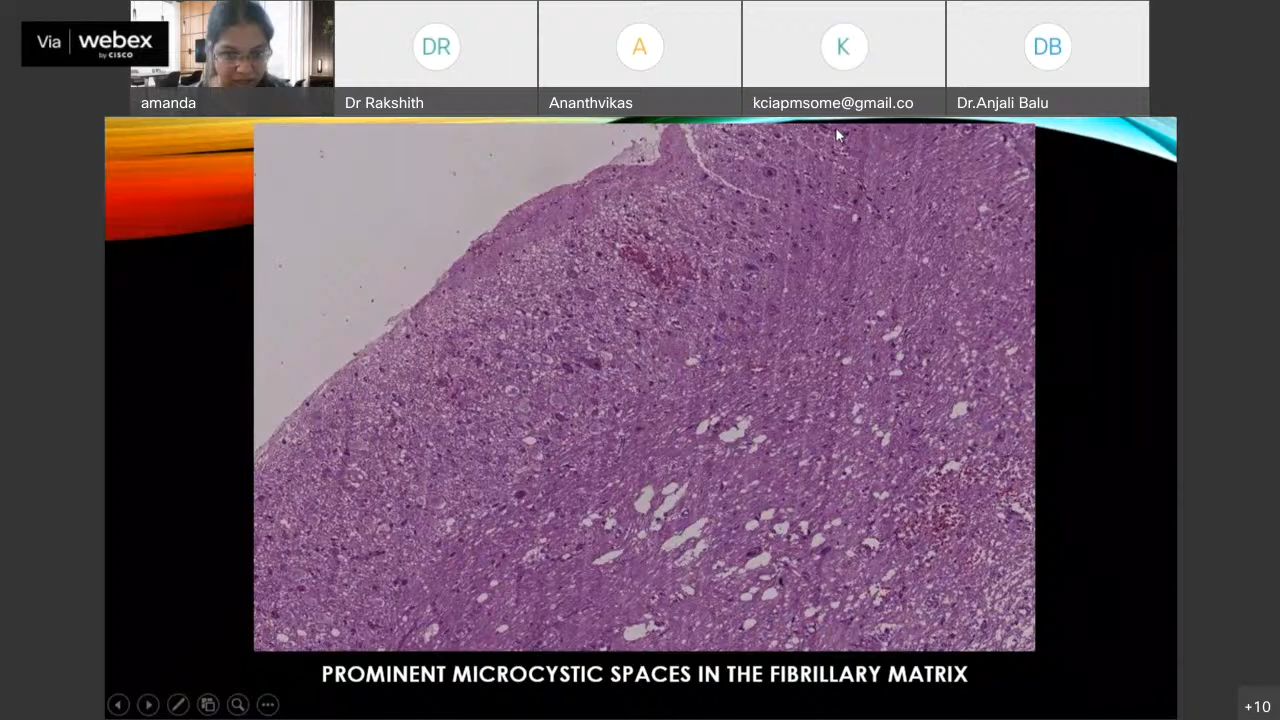 Via webex
by CISCO
DR
A
K
DB
amanda
Dr Rakshith
Ananthvikas
kciapmsome@gmail.co
Dr.Anjali Balu
PROMINENT MICROCYSTIC SPACES IN THE FIBRILLARY MATRIX
+10